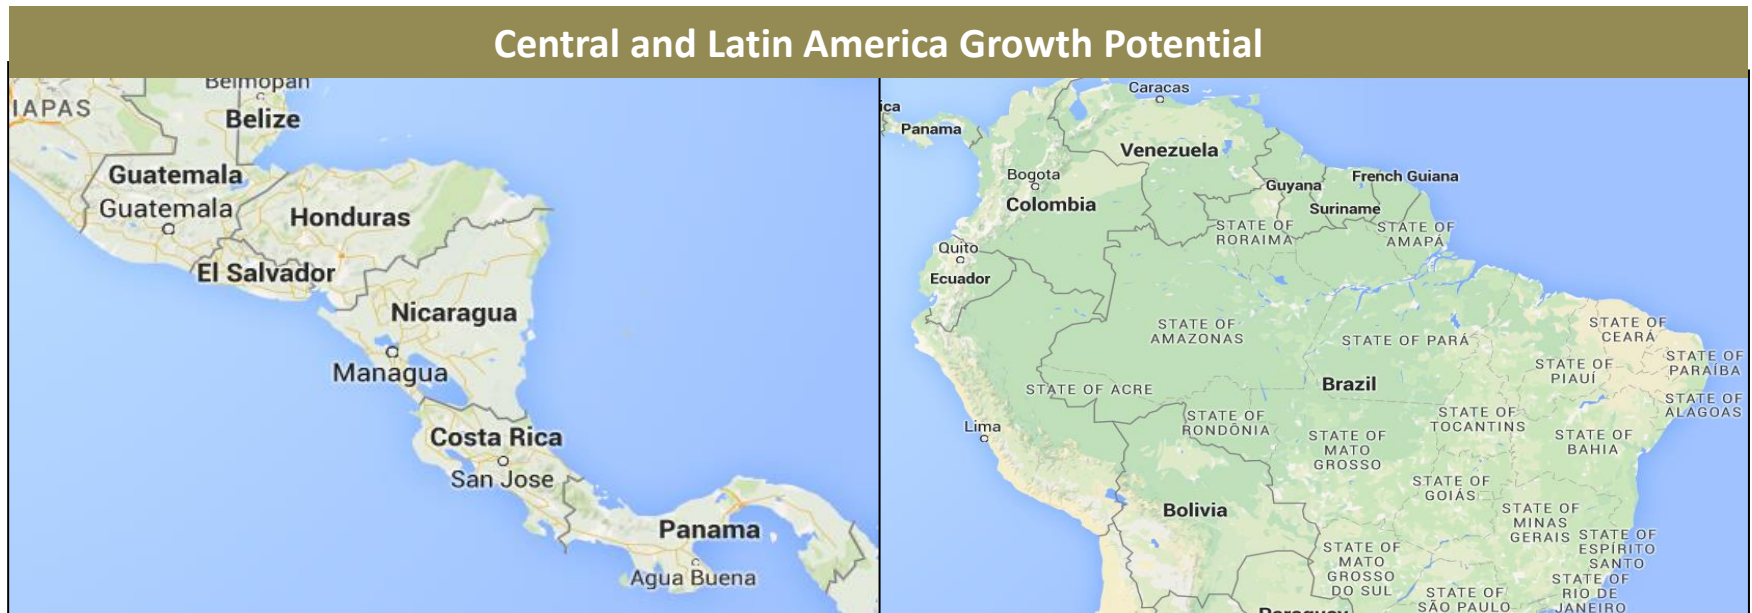 Central and Latin America Growth Potential
Belmopan
IAPAS
Belize
Guatemala
Guatemala
Honduras
El Salvador
Nicaragua
Managua
Costa Rica
San Jose
Panama
Agua Buena
ica
Panama
Caracas
Venezuela
Bogota
Colombia
Guyana
French Guiana
Suriname
STATE OF
RORAIMA
STATE OF
AMAPÁ
Quito
Ecuador
STATE OF
AMAZONAS
STATE OF PARÁ
STATE OF
CEARÁ
STATE OF
PARAÍBA
STATE OF
PIAUÍ
Brazil
STATE OF ACRE
STATE OF
ALAGOAS
STATE OF
RONDÔNIA
STATE OF
TOCANTINS
Lima
STATE OF
MATO
GROSSO
STATE OF
BAHIA
STATE OF
GOIÁS
Bolivia
STATE OF
MINAS
GERAIS
STATE OF
ESPÍRITO
SANTO
STATE OF
MATO
GROSSO
DO SUL
STATE OF
RIO DE
JANEIRO
STATE OF
SÃO PAULO
Paraguay